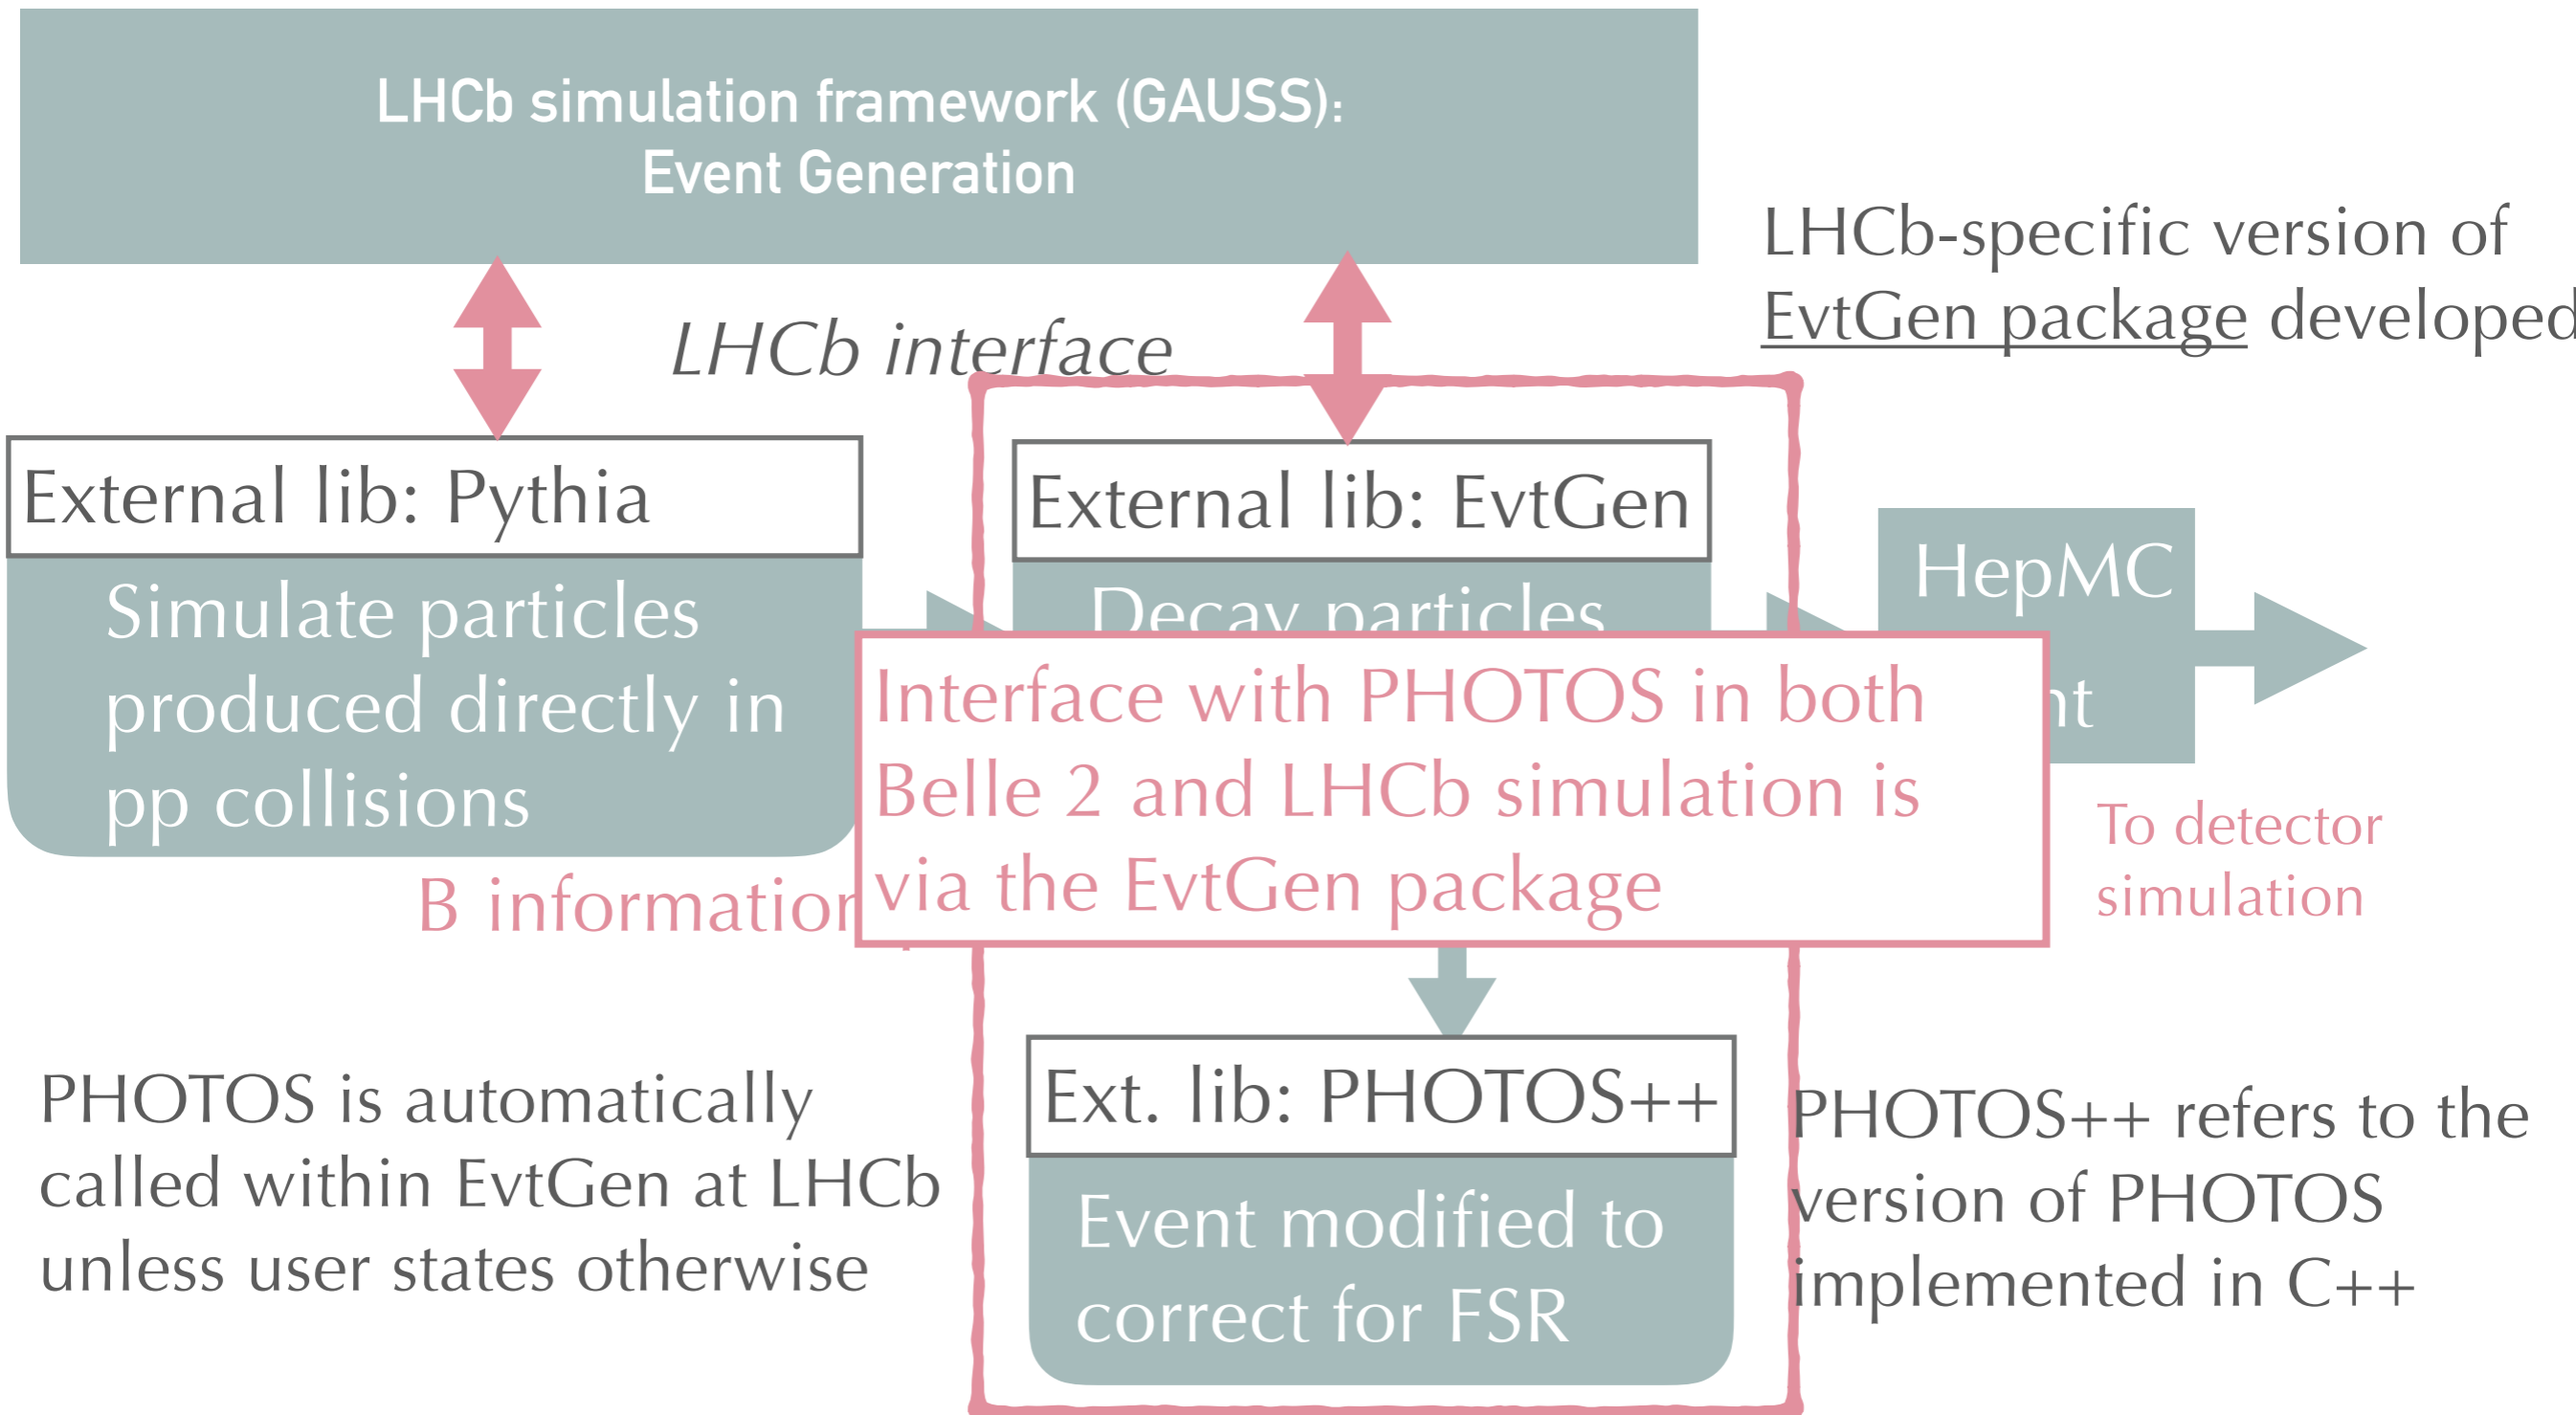 LHCb simulation framework (GAUSS):
Event Generation
LHCb-specific version of
EvtGen package developed
LHCb interface
External lib: Pythia
Simulate particles
produced directly in
pp collisions
B information
External lib: EvtGen
Decay particles
HepMC
Interface with PHOTOS in both
Belle 2 and LHCb simulation is
via the EvtGen package
To detector
simulation
PHOTOS is automatically
called within EvtGen at LHCb
unless user states otherwise
Ext. lib: PHOTOS++
Event modified to
correct for FSR
PHOTOS++ refers to the
version of PHOTOS
implemented in C++